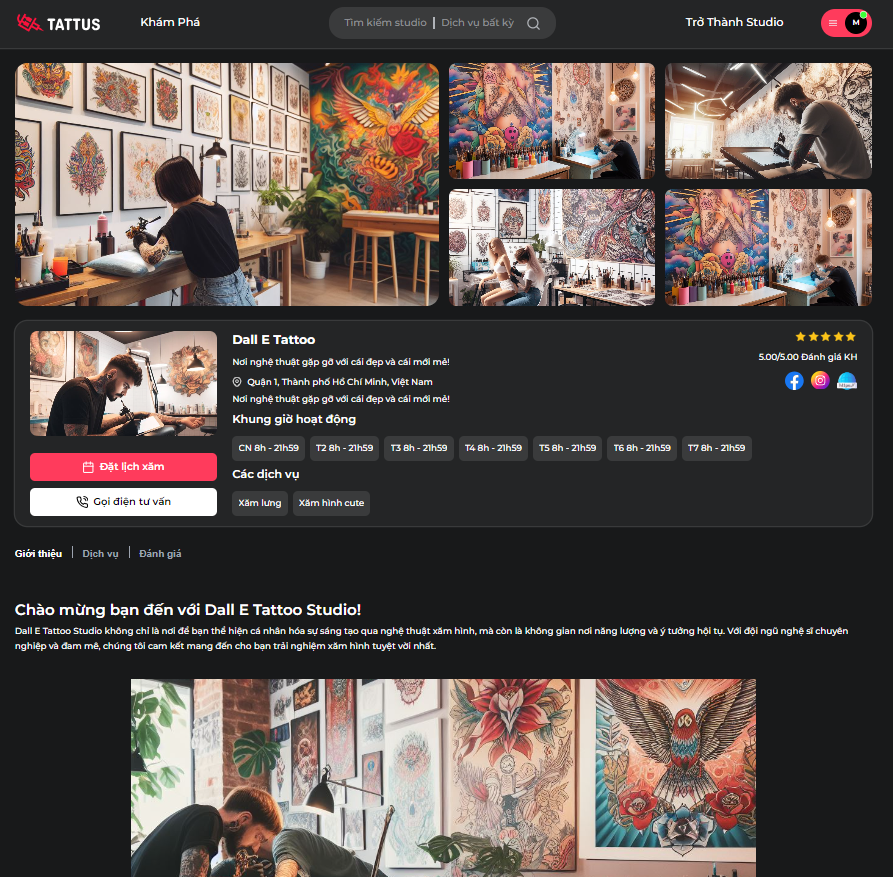 TATTUS
Khám Phá
Tìm kiếm studio | Dịch vụ bất kỳ
Trở Thành Studio
M
Dall E Tattoo
Nơi nghệ thuật gặp gỡ với cái đẹp và cái mới mẻ!
Quận 1, Thành phố Hồ Chí Minh, Việt Nam
Nơi nghệ thuật gặp gỡ với cái đẹp và cái mới mẻ!
5.00/5.00 Đánh giá KH
Khung giờ hoạt động
CN 8h - 21h59 T2 8h - 21h59 T3 8h - 21h59 T4 8h - 21h59 T5 8h - 21h59 T6 8h - 21h59 T7 8h - 21h59
Các dịch vụ
Xăm lưng Xăm hình cute
Đặt lịch xăm
Gọi điện tư vấn
Giới thiệu | Dịch vụ | Đánh giá
Chào mừng bạn đến với Dall E Tattoo Studio!
Dall E Tattoo Studio không chỉ là nơi để bạn thể hiện cá nhân hóa sự sáng tạo qua nghệ thuật xăm hình, mà còn là không gian nơi năng lượng và ý tưởng hội tụ. Với đội ngũ nghệ sĩ chuyên
nghiệp và đam mê, chúng tôi cam kết mang đến cho bạn trải nghiệm xăm hình tuyệt vời nhất.